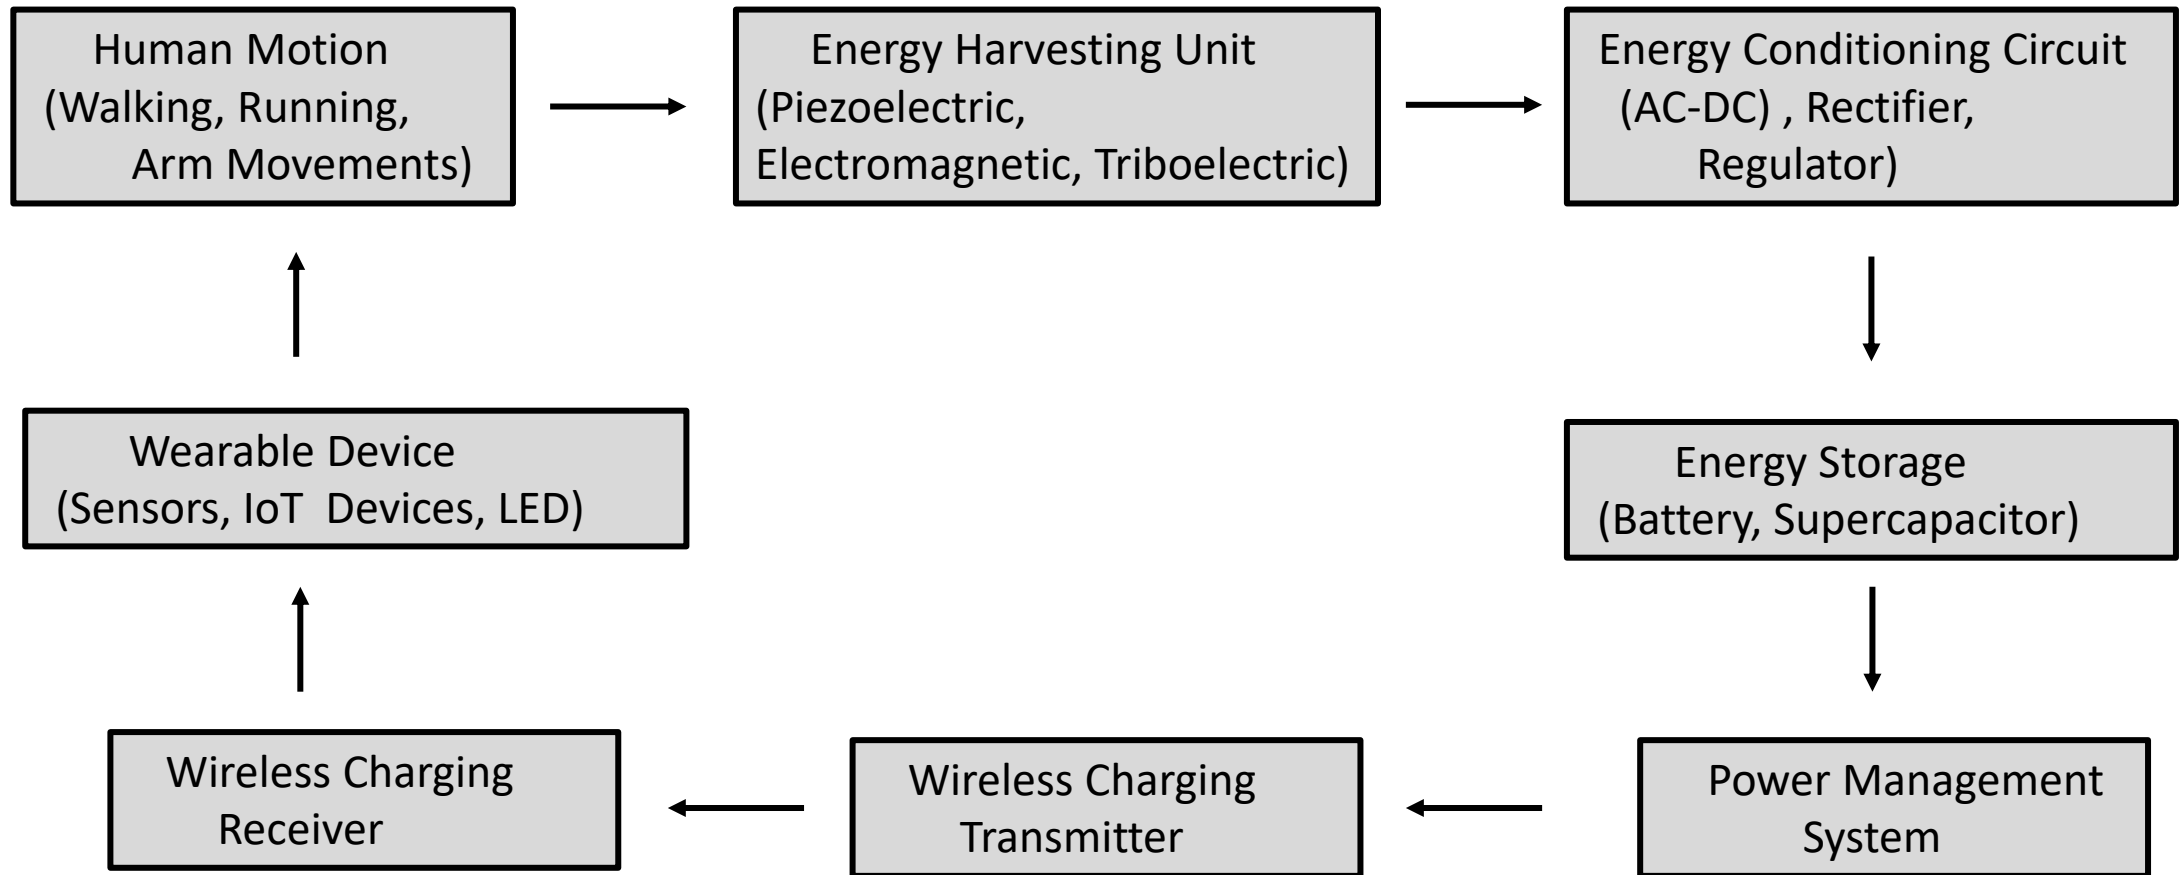 Human Motion
(Walking, Running,
Arm Movements)
Energy Harvesting Unit
(Piezoelectric,
Electromagnetic, Triboelectric)
Energy Conditioning Circuit
(AC-DC) , Rectifier,
Regulator)
Energy Storage
(Battery, Supercapacitor)
Power Management
System
Wireless Charging
Transmitter
Wireless Charging
Receiver
Wearable Device
(Sensors, IoT  Devices, LED)